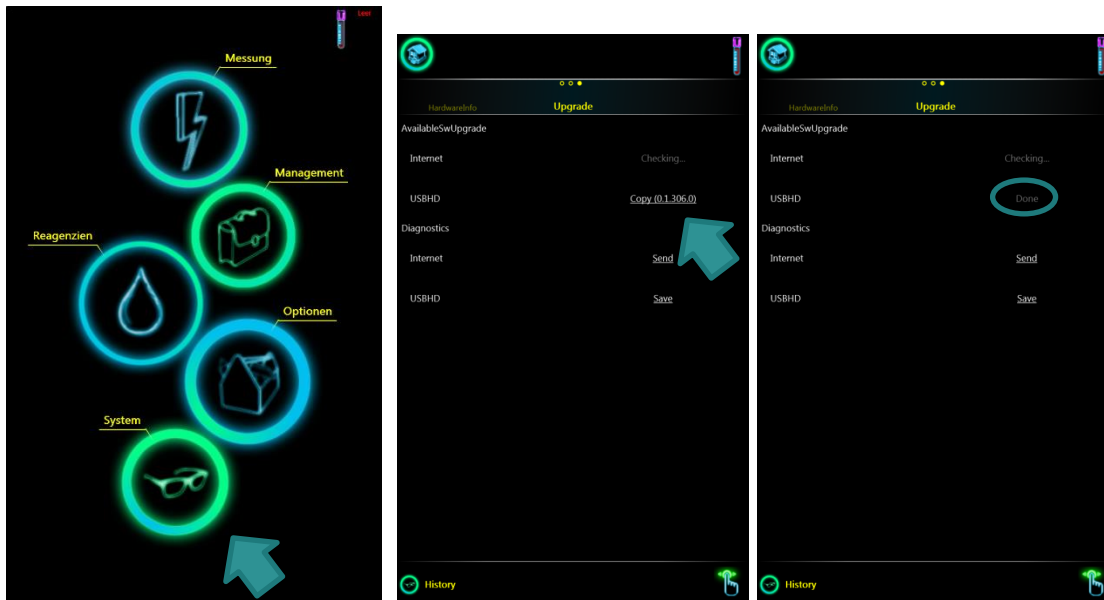 T
Levi
Messung
Management
Reagenzien
Optionen
System
HardwareInfo Upgrade
AvailableSwUpgrade
Internet Checking...
USBHD Copy (0.1.306.0)
Diagnostics
Internet Send
USBHD Save
History
HardwareInfo Upgrade
AvailableSwUpgrade
Internet Checking...
USBHD Done
Diagnostics
Internet Send
USBHD Save
History